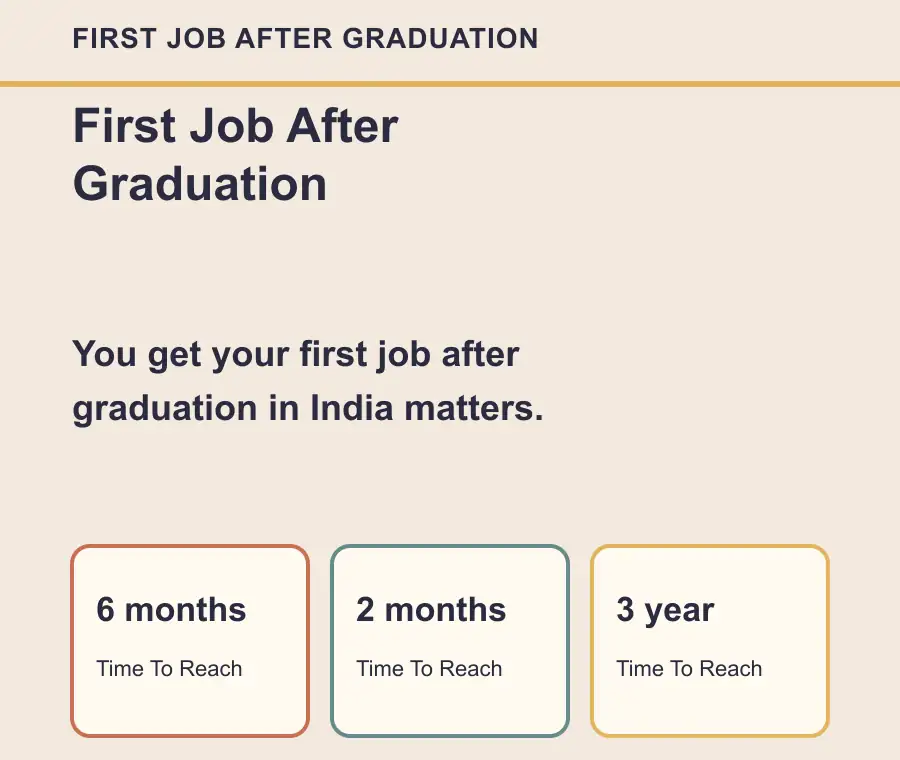 FIRST JOB AFTER GRADUATION
First Job After
Graduation
You get your first job after
graduation in India matters.
6 months
Time To Reach
2 months
Time To Reach
3 year
Time To Reach